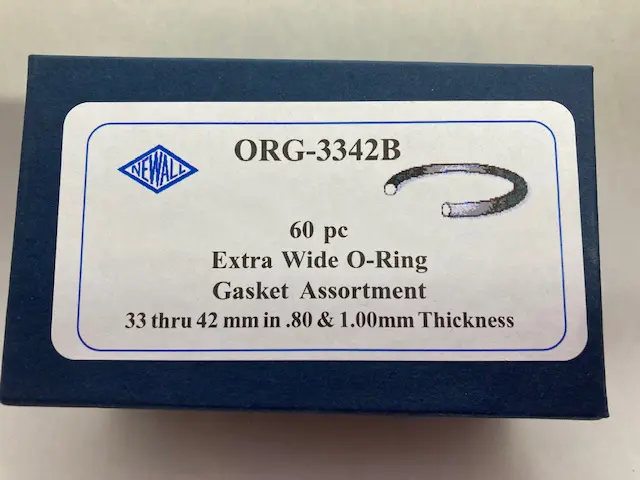 NEWALL
ORG-3342B
60 pc
Extra Wide O-Ring
Gasket Assortment
33 thru 42 mm in .80 & 1.00mm Thickness